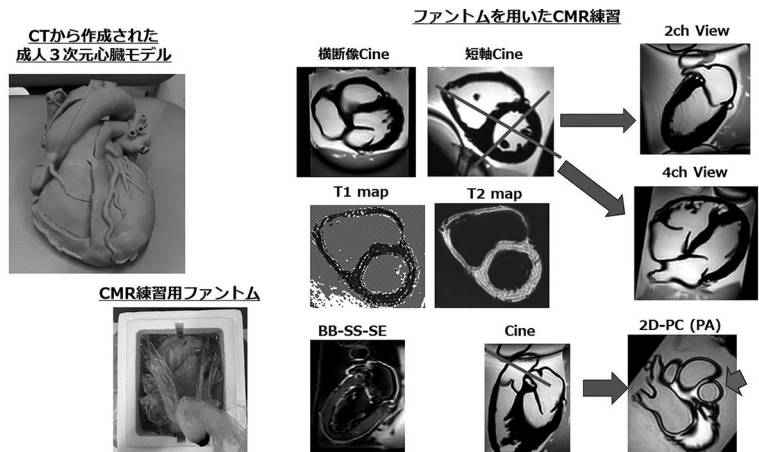 CTから作成された
成人３次元心臓モデル
CMR練習用ファントム
ファントムを用いたCMR練習
横断像Cine
短軸Cine
2ch View
4ch View
T1 map
T2 map
BB-SS-SE
Cine
2D-PC (PA)